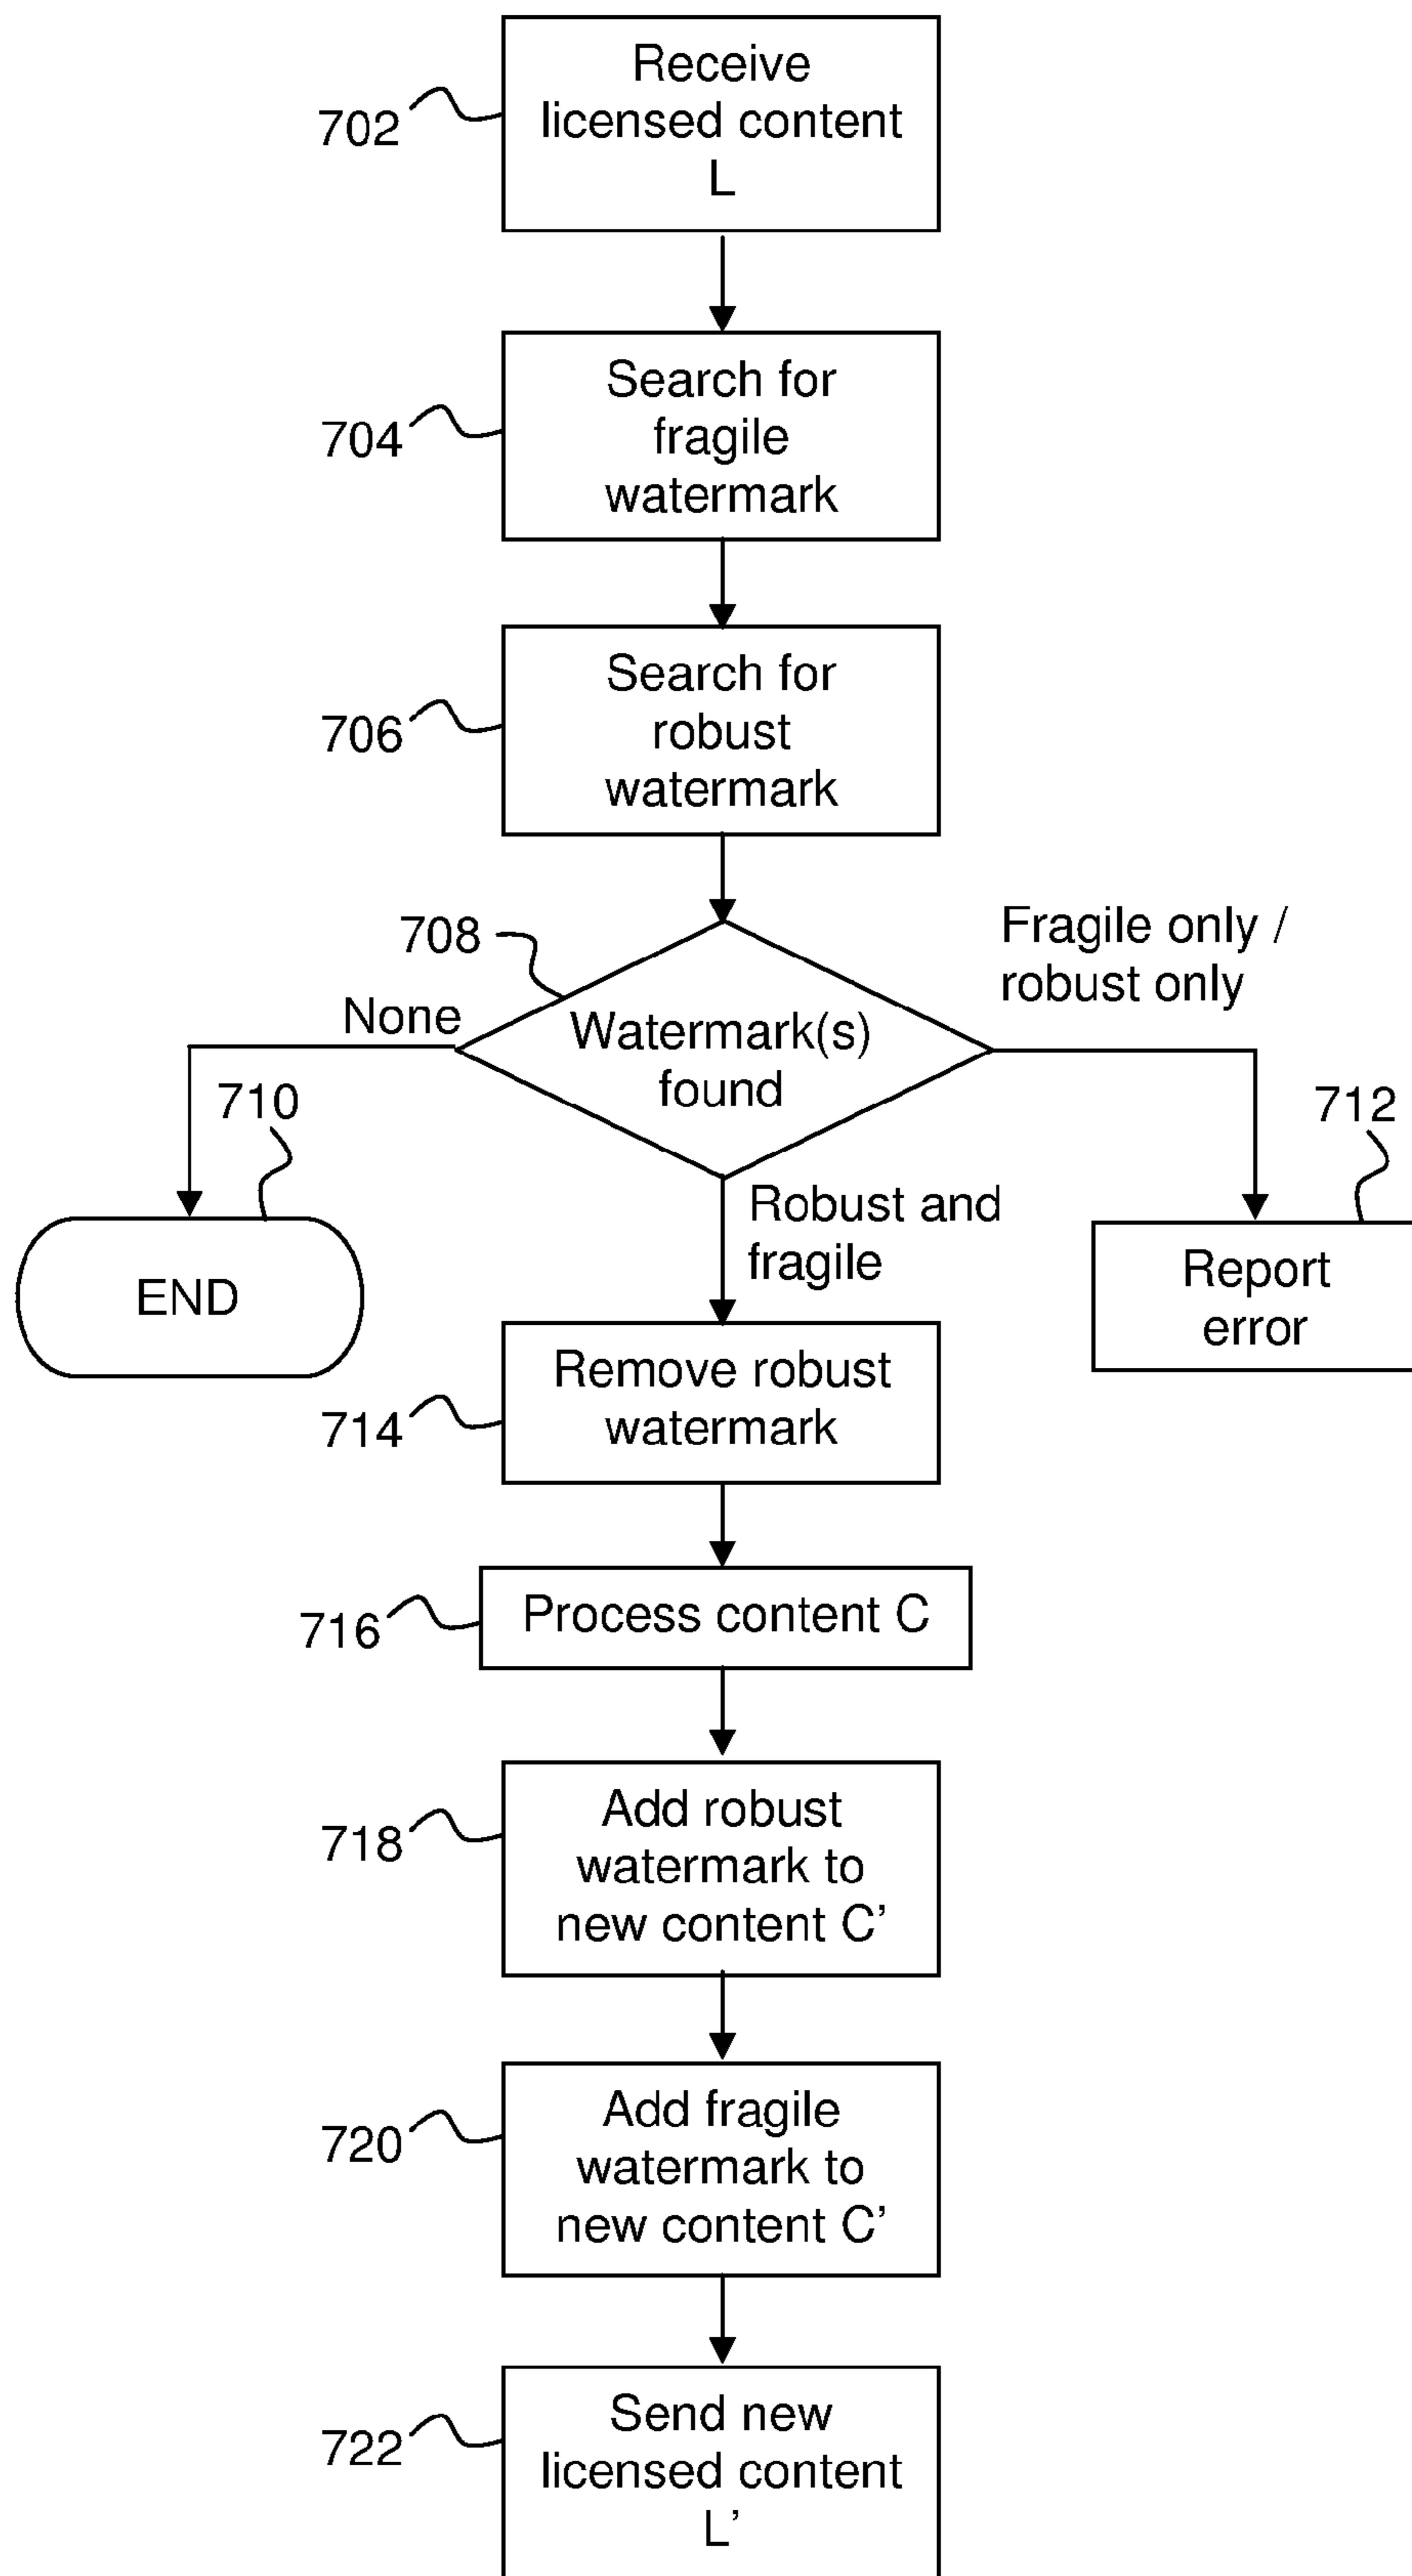 Receive
licensed content
L
702
Search for
fragile
watermark
704
Search for
robust
watermark
706
708
Watermark(s)
found
None
Fragile only /
robust only
710
END
712
Report
error
Robust and
fragile
Remove robust
watermark
714
Process content C
716
Add robust
watermark to
new content C’
718
Add fragile
watermark to
new content C’
720
Send new
licensed content
L’
722